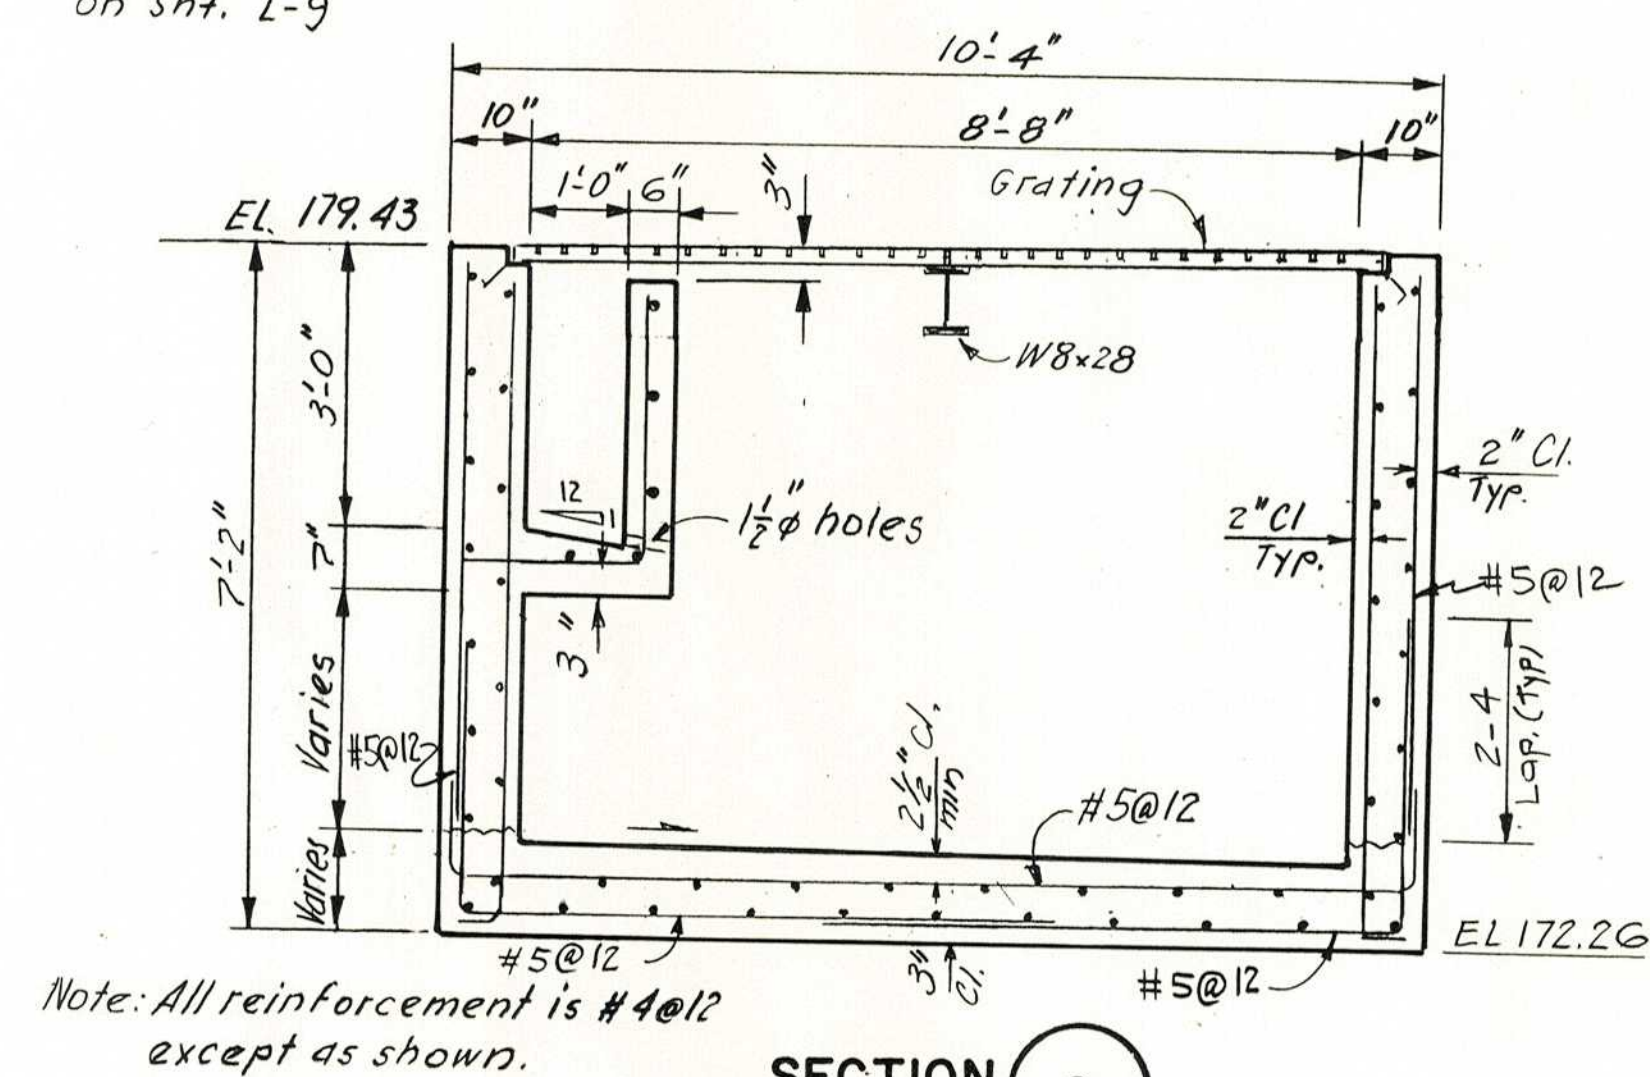 on sht. L-9
10'-4"
10"
8'-8"
10"
1'-0"
6"
3"
Grating
EL. 179.43
W8x28
3'-0"
2" Cl.
Typ.
12
1
1½"ø holes
2"Cl
Typ.
7'-2"
7"
#5@12
3"
Varies
#5@12
2-4
Lap.(Typ)
2½" Cl.
min
#5@12
Varies
EL 172.26
#5@12
3"
Cl.
#5@12
Note: All reinforcement is #4@12
except as shown.
SECTION